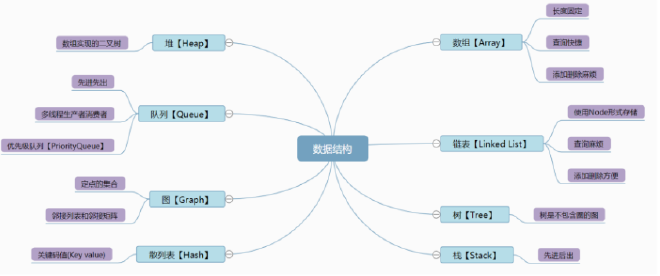 数据结构
堆【Heap】
数组实现的二叉树
队列【Queue】
先进先出
多线程生产者消费者
优先级队列【PriorityQueue】
图【Graph】
定点的集合
邻接列表和邻接矩阵
散列表【Hash】
关键码值(Key value)
数组【Array】
长度固定
查询快捷
添加删除麻烦
链表【Linked List】
使用Node形式存储
查询麻烦
添加删除方便
树【Tree】
树是不包含圈的图
栈【Stack】
先进后出